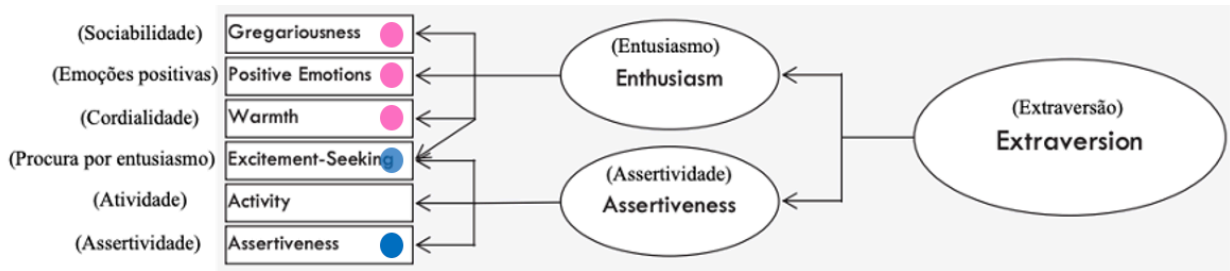 (Sociabilidade) Gregariousness
(Emoções positivas) Positive Emotions
(Cordialidade) Warmth
(Procura por entusiasmo) Excitement-Seeking
(Atividade) Activity
(Assertividade) Assertiveness
(Entusiasmo)
Enthusiasm
(Assertividade)
Assertiveness
(Extraversão)
Extraversion